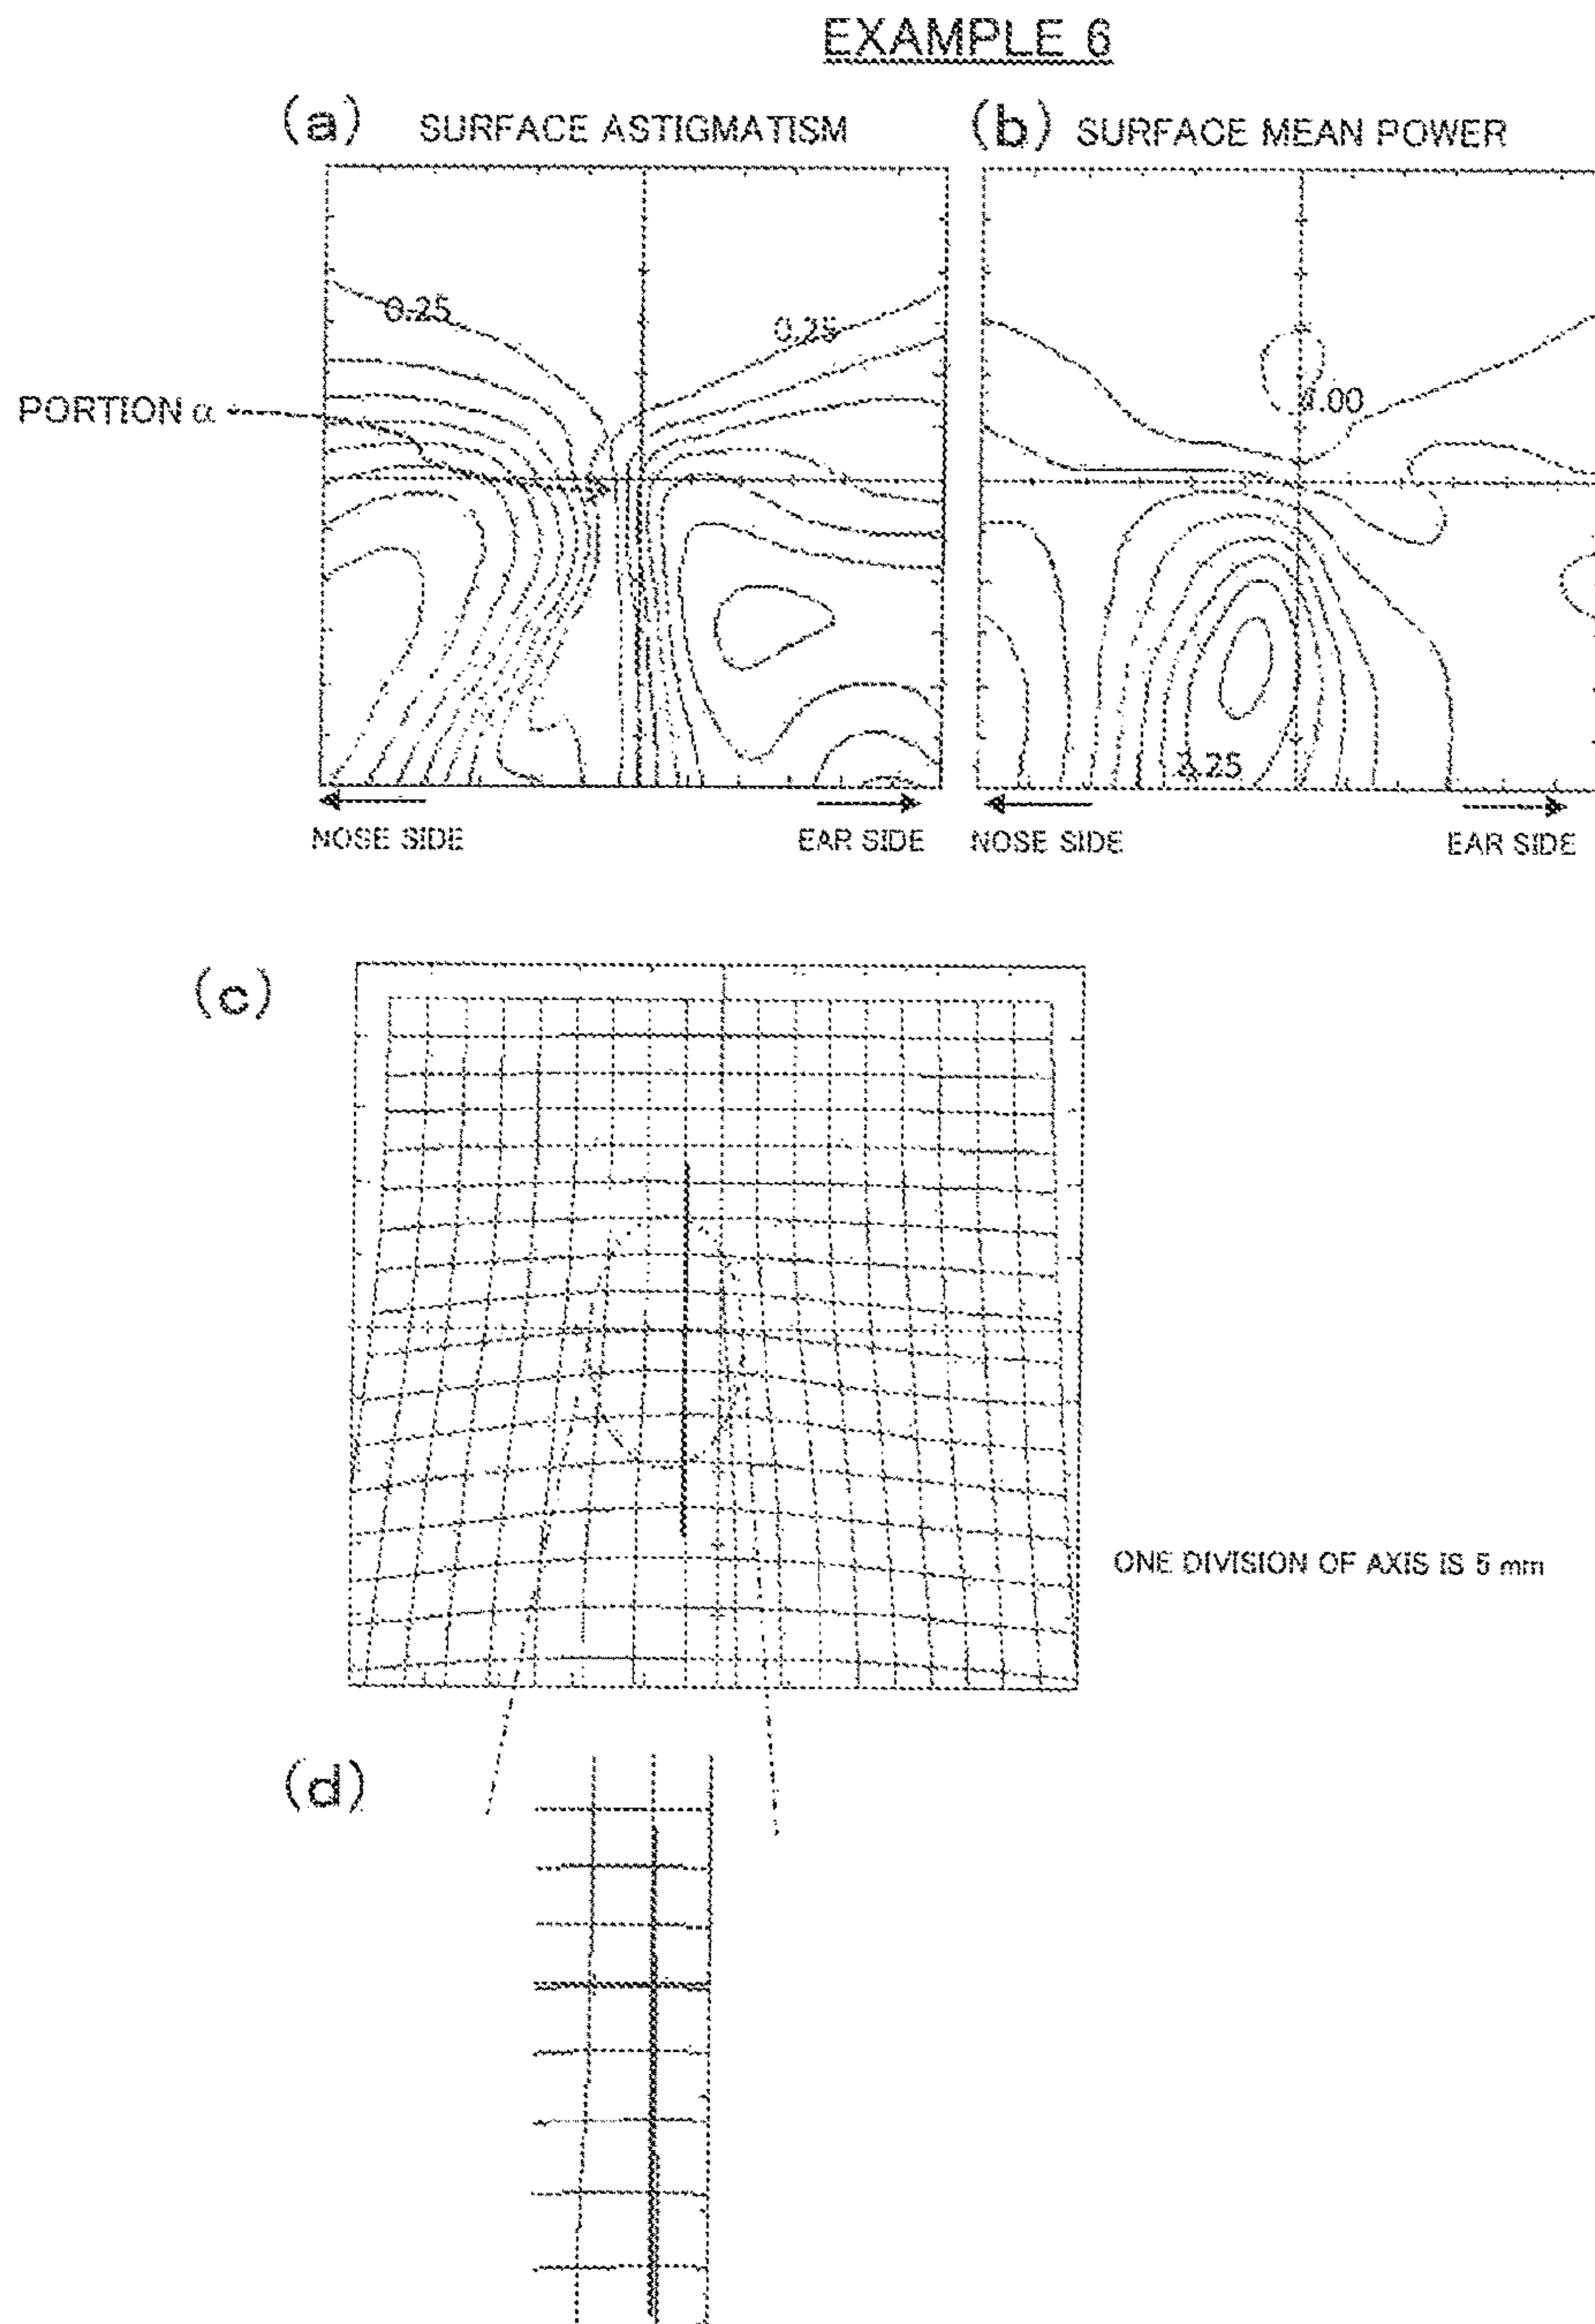 EXAMPLE 6
(a) SURFACE ASTIGMATISM
(b) SURFACE MEAN POWER
0.25
0.25
PORTION α
NOSE SIDE
EAR SIDE
.00
.25
NOSE SIDE
EAR SIDE
(c)
ONE DIVISION OF AXIS IS 5 mm
(d)